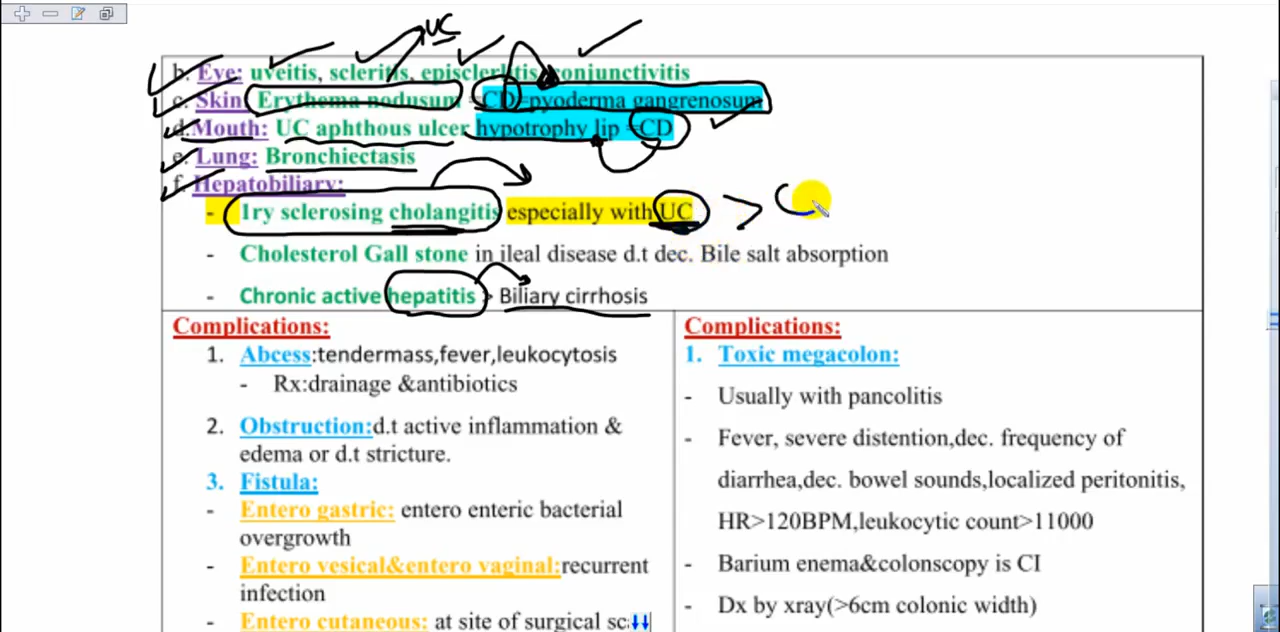 UC
b. Eye: uveitis, scleritis, episcleritis, conjunctivitis
c. Skin Erythema nodusum =CD=pyoderma gangrenosum
d.Mouth: UC aphthous ulcer hypotrophy lip =CD
e. Lung: Bronchiectasis
f. Hepatobiliary:
- 1ry sclerosing cholangitis especially with UC >
- Cholesterol Gall stone in ileal disease d.t dec. Bile salt absorption
- Chronic active hepatitis > Biliary cirrhosis
Complications:
1. Abcess:tendermass,fever,leukocytosis
- Rx:drainage &antibiotics
2. Obstruction:d.t active inflammation &
edema or d.t stricture.
3. Fistula:
- Entero gastric: entero enteric bacterial
overgrowth
- Entero vesical&entero vaginal:recurrent
infection
- Entero cutaneous: at site of surgical
Complications:
1. Toxic megacolon:
- Usually with pancolitis
- Fever, severe distention,dec. frequency of
diarrhea,dec. bowel sounds,localized peritonitis,
HR>120BPM,leukocytic count>11000
- Barium enema&colonscopy is CI
- Dx by xray(>6cm colonic width)